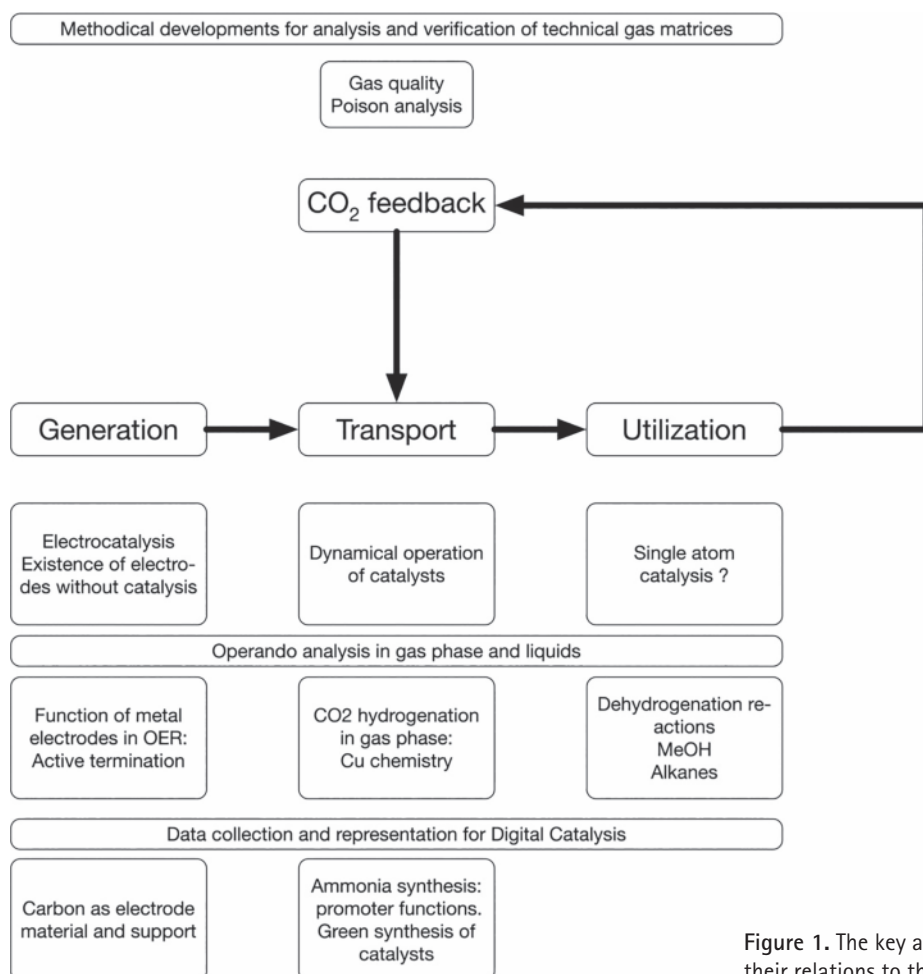 Methodical developments for analysis and verification of technical gas matrices
Gas quality
Poison analysis
CO₂ feedback
Generation
Transport
Utilization
Electrocatalysis
Existence of electro-
des without catalysis
Dynamical operation
of catalysts
Single atom
catalysis ?
Operando analysis in gas phase and liquids
Function of metal
electrodes in OER:
Active termination
CO2 hydrogenation
in gas phase:
Cu chemistry
Dehydrogenation re-
actions
MeOH
Alkanes
Data collection and representation for Digital Catalysis
Carbon as electrode
material and support
Ammonia synthesis:
promoter functions.
Green synthesis of
catalysts
Figure 1. The key a
their relations to th